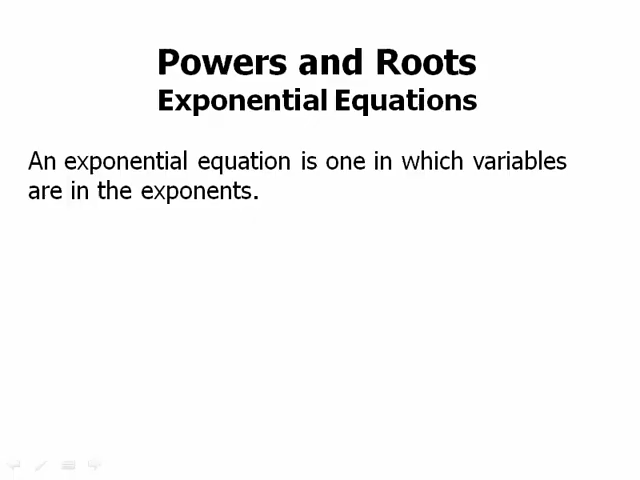 Powers and Roots
Exponential Equations
An exponential equation is one in which variables
are in the exponents.